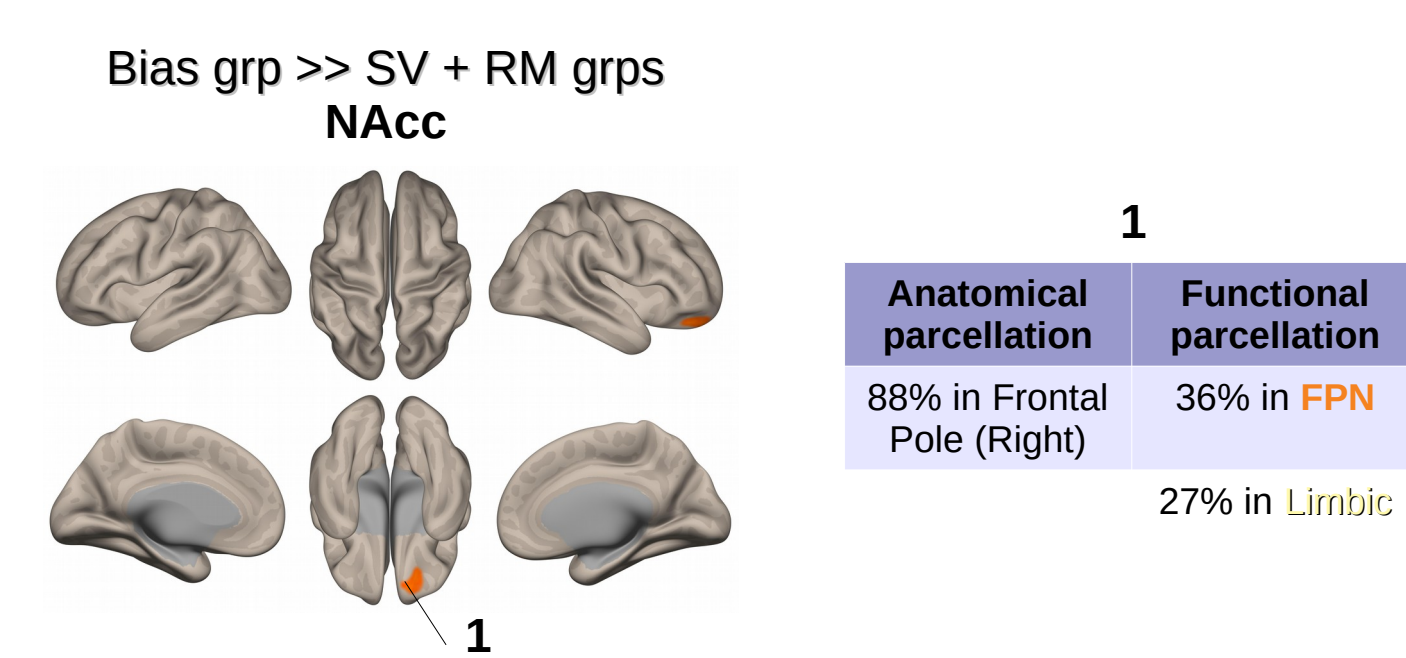 Bias grp >> SV + RM grps
NAcc
1
1
Anatomical parcellation
Functional parcellation
88% in Frontal Pole (Right)
36% in FPN
27% in Limbic